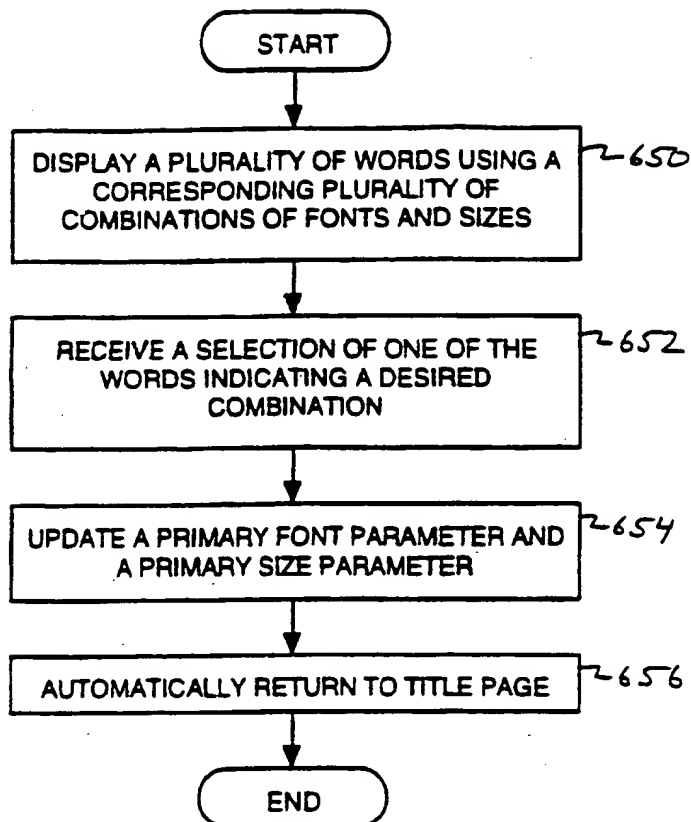 START
DISPLAY A PLURALITY OF WORDS USING A
CORRESPONDING PLURALITY OF
COMBINATIONS OF FONTS AND SIZES
650
RECEIVE A SELECTION OF ONE OF THE
WORDS INDICATING A DESIRED
COMBINATION
652
UPDATE A PRIMARY FONT PARAMETER AND
A PRIMARY SIZE PARAMETER
654
AUTOMATICALLY RETURN TO TITLE PAGE
656
END